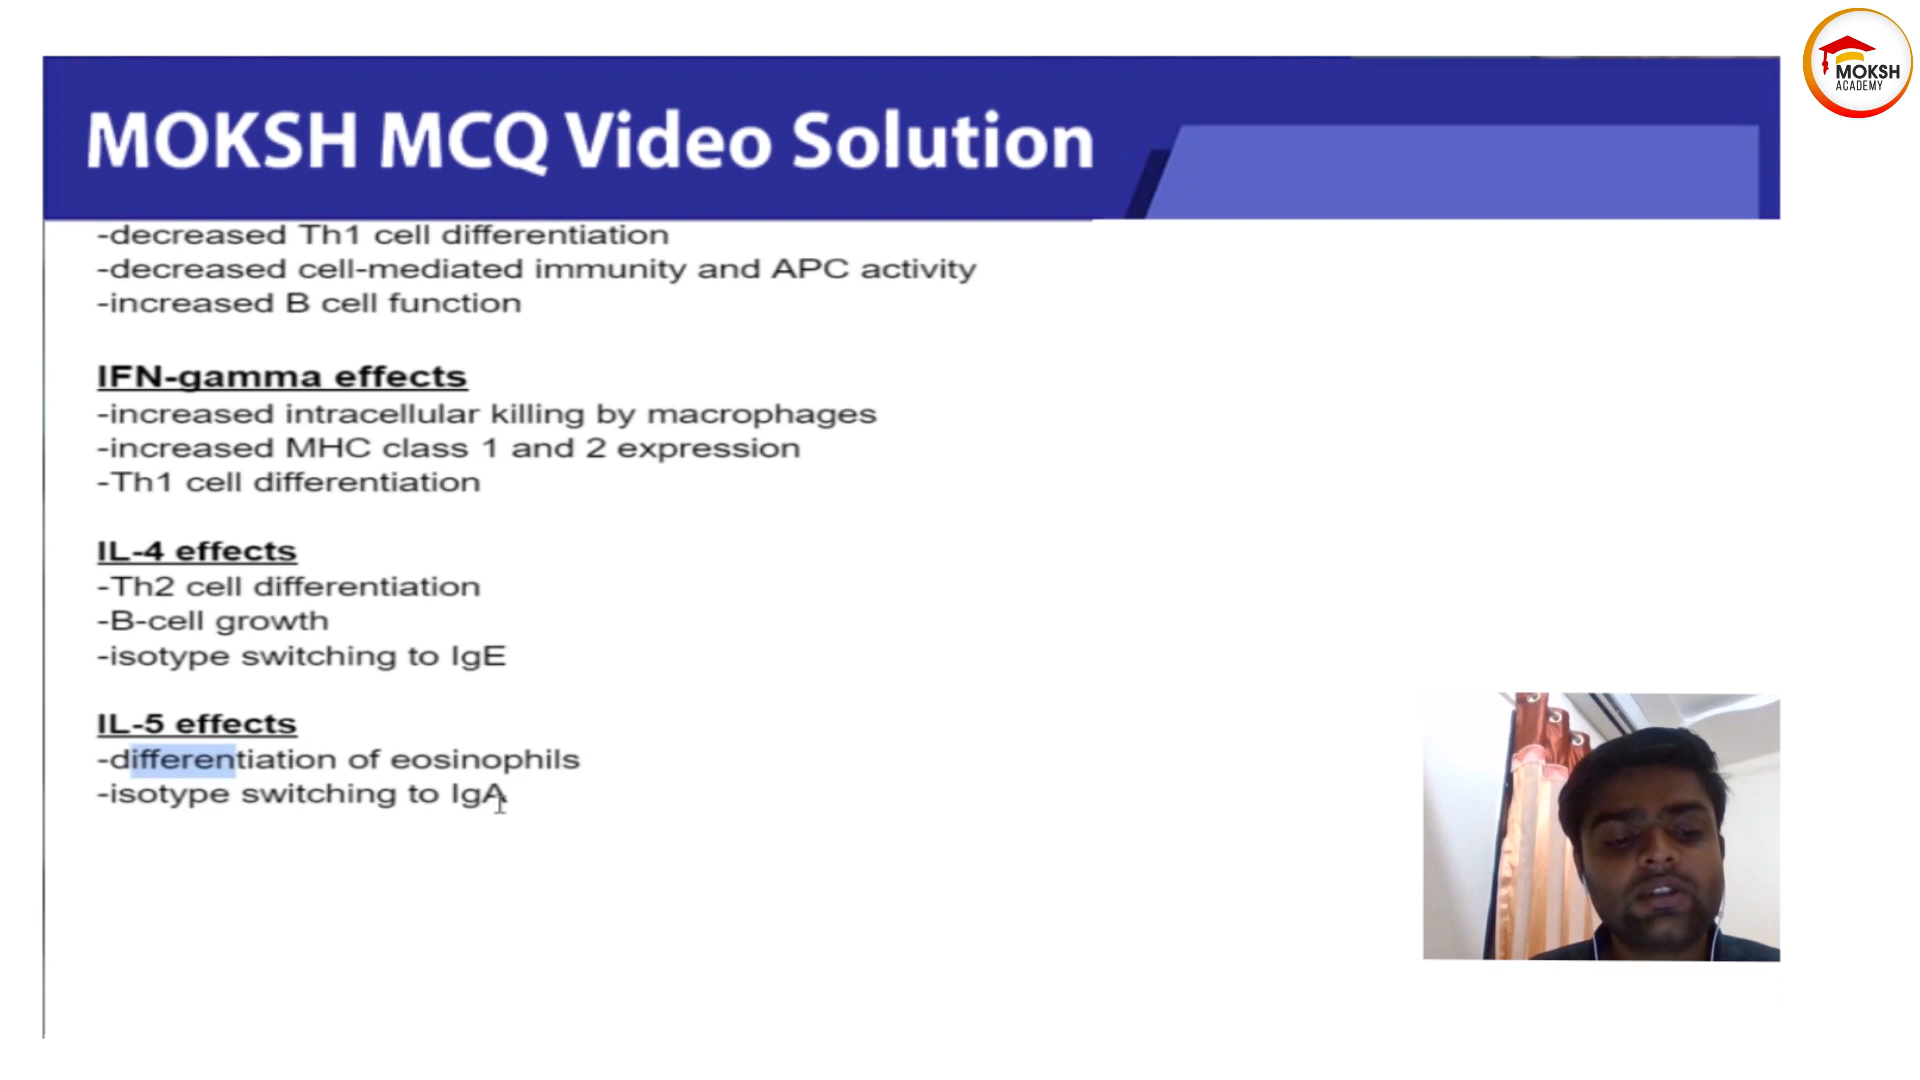 MOKSH
ACADEMY
MOKSH MCQ Video Solution
-decreased Th1 cell differentiation
-decreased cell-mediated immunity and APC activity
-increased B cell function
IFN-gamma effects
-increased intracellular killing by macrophages
-increased MHC class 1 and 2 expression
-Th1 cell differentiation
IL-4 effects
-Th2 cell differentiation
-B-cell growth
-isotype switching to IgE
IL-5 effects
-differentiation of eosinophils
-isotype switching to IgA